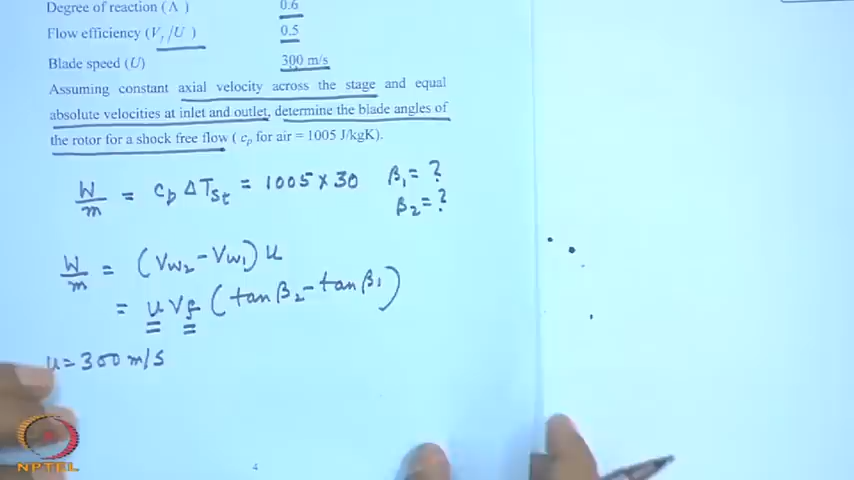 Degree of reaction (Λ) 0.6
Flow efficiency (Vf/U) 0.5
Blade speed (U) 300 m/s
Assuming constant axial velocity across the stage and equal
absolute velocities at inlet and outlet, determine the blade angles of
the rotor for a shock free flow ( cp for air = 1005 J/kgK).
W/m = cp ΔTst = 1005 × 30 β1 = ?
β2 = ?
W/m = (Vw2 - Vw1) u
= u Vf (tan β2 - tan β1)
u = 300 m/s
NPTEL
4